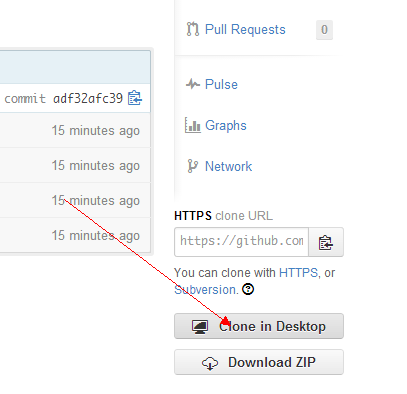 Pull Requests 0
commit adf32afc39
15 minutes ago
15 minutes ago
15 minutes ago
15 minutes ago
Pulse
Graphs
Network
HTTPS clone URL
https://github.com
You can clone with HTTPS, or
Subversion.
Clone in Desktop
Download ZIP